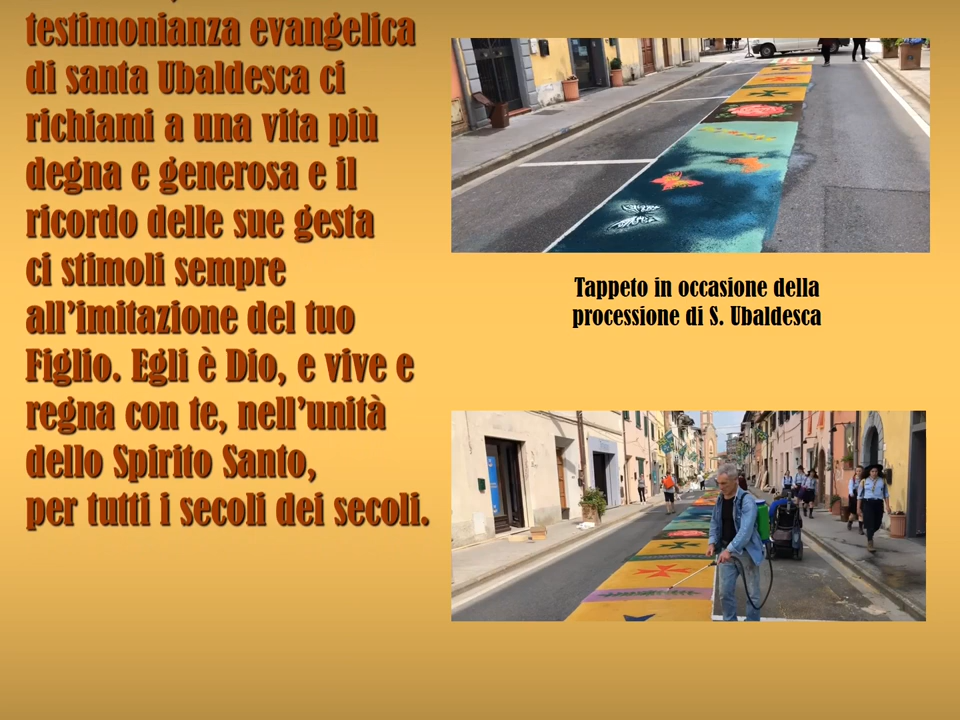 testimonianza evangelica
di santa Ubaldesca ci
richiami a una vita più
degna e generosa e il
ricordo delle sue gesta
ci stimoli sempre
all’imitazione del tuo
Figlio. Egli è Dio, e vive e
regna con te, nell’unità
dello Spirito Santo,
per tutti i secoli dei secoli.
Tappeto in occasione della
processione di S. Ubaldesca